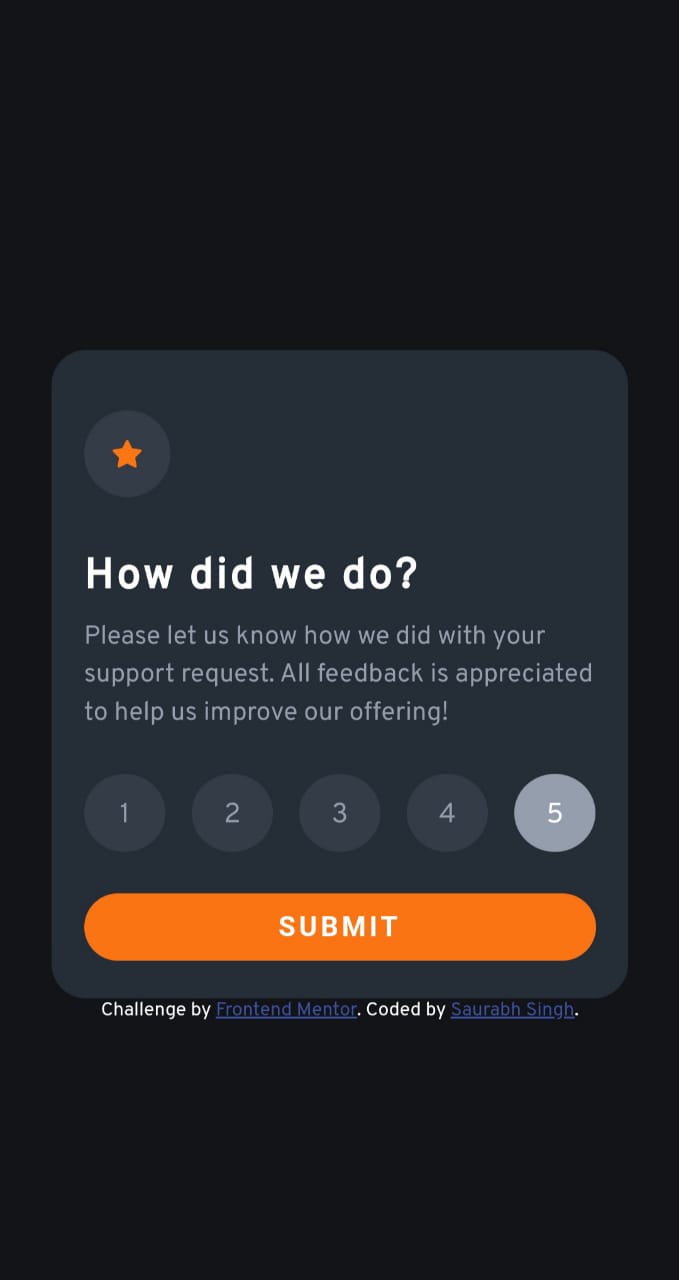 How did we do?
Please let us know how we did with your
support request. All feedback is appreciated
to help us improve our offering!
1 2 3 4 5
SUBMIT
Challenge by Frontend Mentor. Coded by Saurabh Singh.